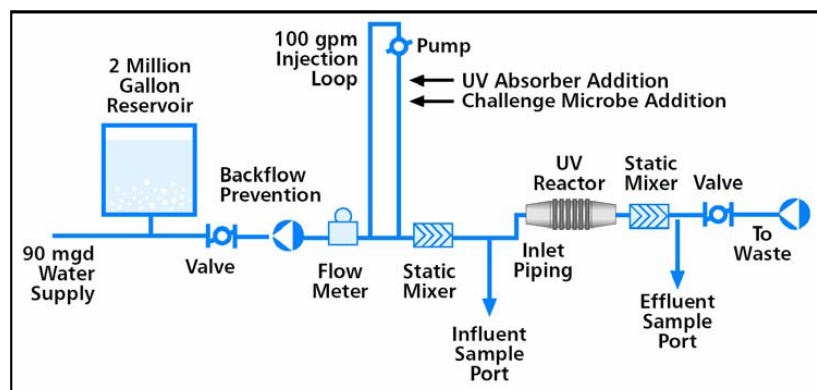 100 gpm
Injection
Loop
Pump
2 Million
Gallon
Reservoir
UV Absorber Addition
Challenge Microbe Addition
Backflow
Prevention
UV
Reactor
Static
Mixer
Valve
90 mgd
Water
Supply
Valve
Flow
Meter
Static
Mixer
Inlet
Piping
To
Waste
Influent
Sample
Port
Effluent
Sample
Port